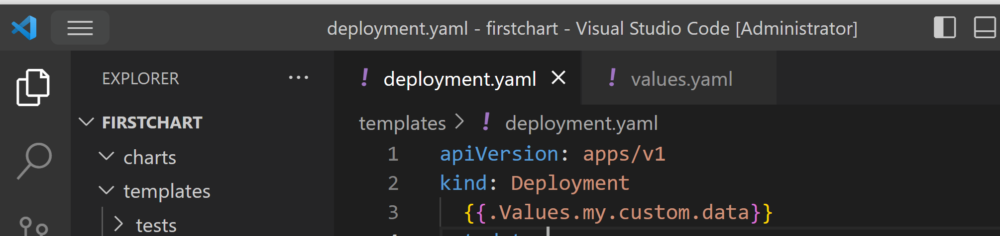 deployment.yaml - firstchart - Visual Studio Code [Administrator]
EXPLORER
FIRSTCHART
charts
templates
tests
! deployment.yaml
! values.yaml
templates > ! deployment.yaml
1 apiVersion: apps/v1
2 kind: Deployment
3 {{.Values.my.custom.data}}